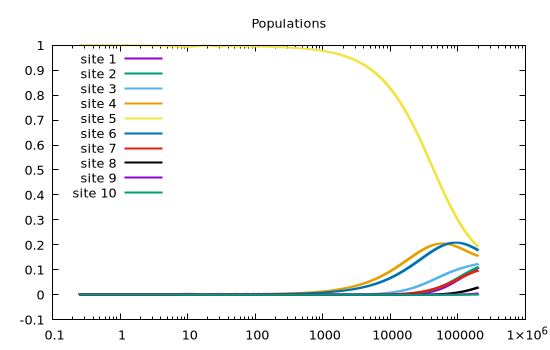 Populations
1
0.9
0.8
0.7
0.6
0.5
0.4
0.3
0.2
0.1
0
-0.1
site 1
site 2
site 3
site 4
site 5
site 6
site 7
site 8
site 9
site 10
0.1 1 10 100 1000 10000 100000 1×10⁶